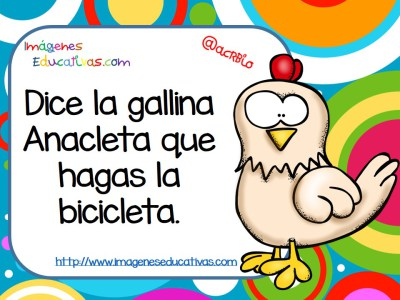 Imágenes
Educativas.com
@acrbio
Dice la gallina
Anacleta que
hagas la
bicicleta.
http://www.imageneseducativas.com